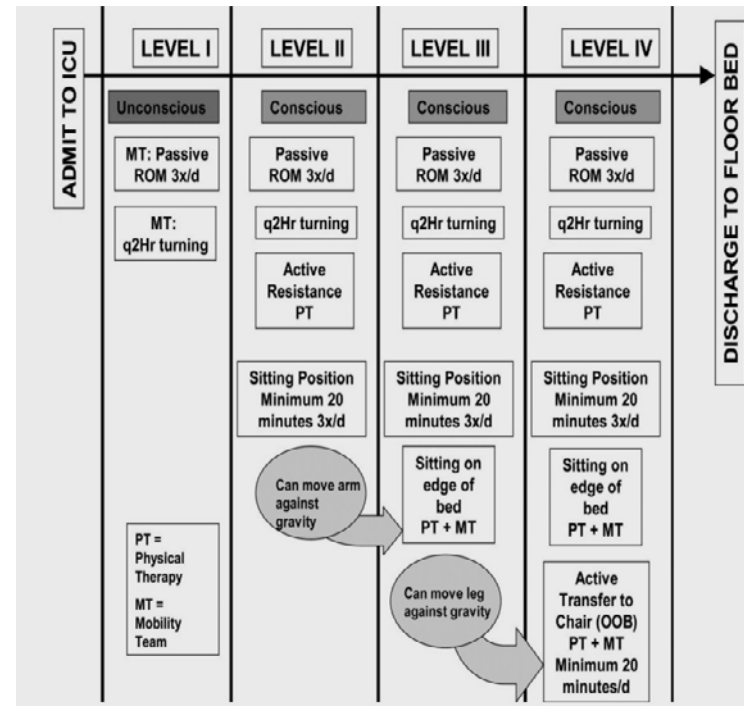 ADMIT TO ICU
LEVEL I
LEVEL II
LEVEL III
LEVEL IV
DISCHARGE TO FLOOR BED
Unconscious
Conscious
Conscious
Conscious
MT: Passive
ROM 3x/d
Passive
ROM 3x/d
Passive
ROM 3x/d
Passive
ROM 3x/d
MT:
q2Hr turning
q2Hr turning
q2Hr turning
q2Hr turning
Active
Resistance
PT
Active
Resistance
PT
Active
Resistance
PT
Sitting Position
Minimum 20
minutes 3x/d
Sitting Position
Minimum 20
minutes 3x/d
Sitting Position
Minimum 20
minutes 3x/d
Can move arm
against
gravity
Sitting on
edge of
bed
PT + MT
Sitting on
edge of
bed
PT + MT
PT =
Physical
Therapy
MT =
Mobility
Team
Can move leg
against gravity
Active
Transfer to
Chair (OOB)
PT + MT
Minimum 20
minutes/d